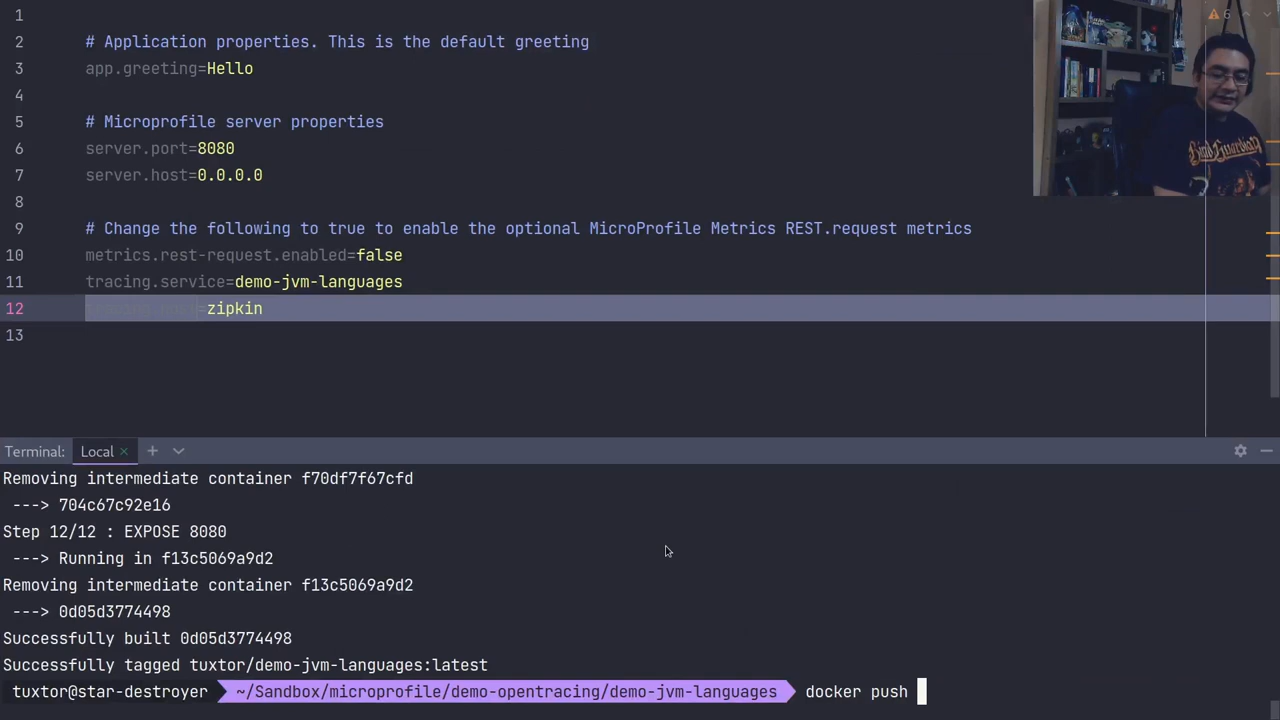 1
2 # Application properties. This is the default greeting
3 app.greeting=Hello
4
5 # Microprofile server properties
6 server.port=8080
7 server.host=0.0.0.0
8
9 # Change the following to true to enable the optional MicroProfile Metrics REST.request metrics
10 metrics.rest-request.enabled=false
11 tracing.service=demo-jvm-languages
12 tracing.host=zipkin
13
6
Terminal: Local × +
Removing intermediate container f70df7f67cfd
---> 704c67c92e16
Step 12/12 : EXPOSE 8080
---> Running in f13c5069a9d2
Removing intermediate container f13c5069a9d2
---> 0d05d3774498
Successfully built 0d05d3774498
Successfully tagged tuxtor/demo-jvm-languages:latest
tuxtor@star-destroyer ~/Sandbox/microprofile/demo-opentracing/demo-jvm-languages docker push